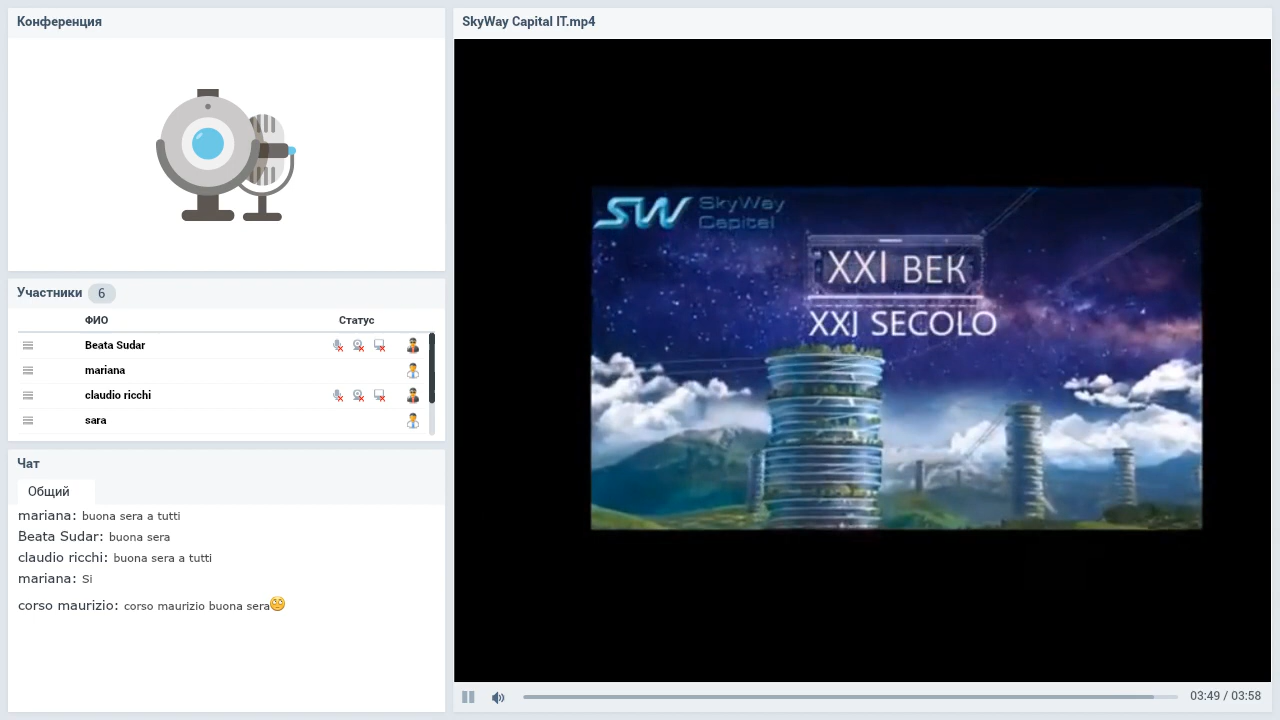 Конференция
Участники 6
ФИО Статус
Beata Sudar
mariana
claudio ricchi
sara
Чат
Общий
mariana: buona sera a tutti
Beata Sudar: buona sera
claudio ricchi: buona sera a tutti
mariana: Si
corso maurizio: corso maurizio buona sera
SkyWay Capital IT.mp4
SW SkyWay
Capital
XXI ВЕК
XXI SECOLO
03:49 / 03:58